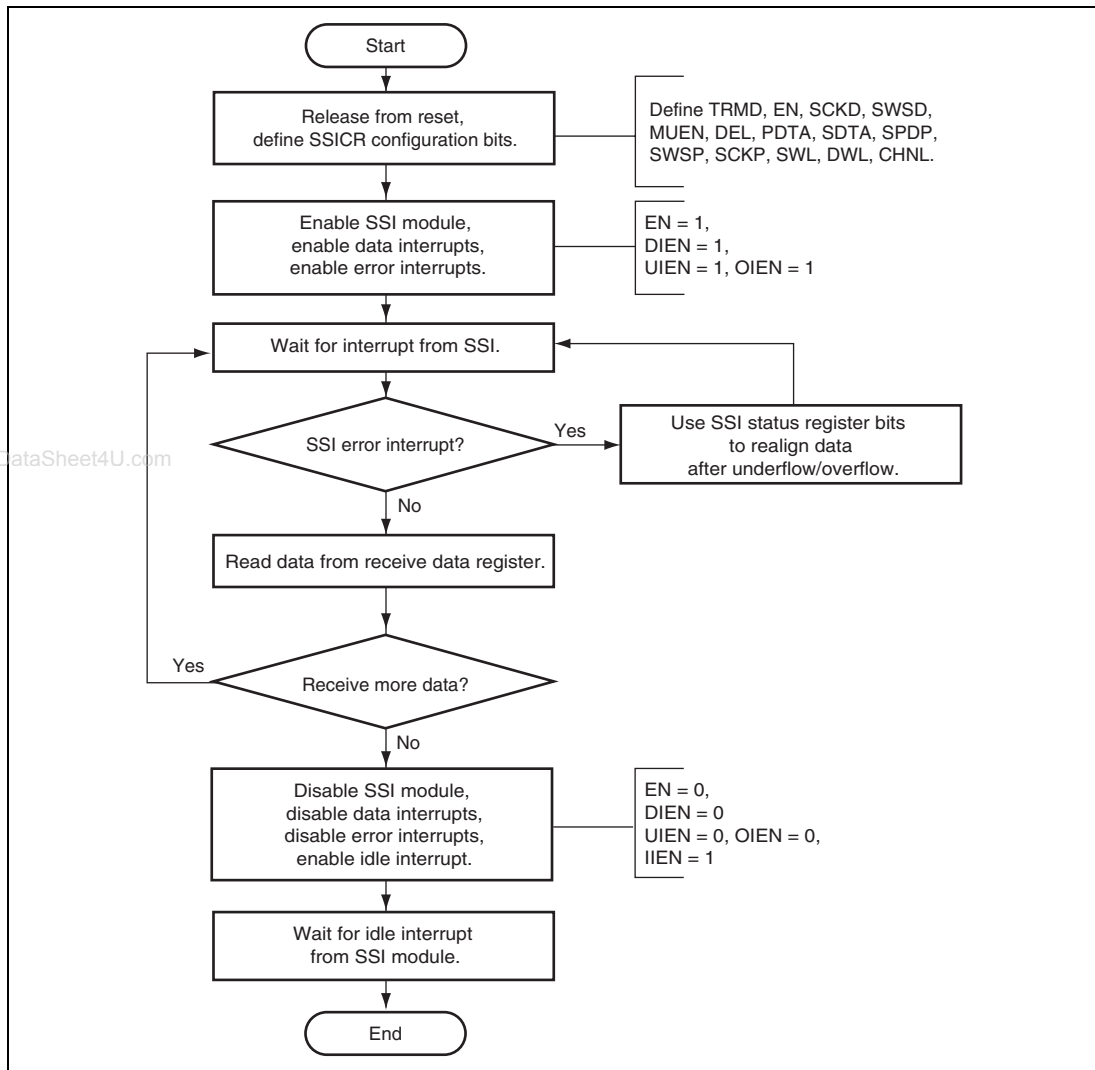 Start
Release from reset,
define SSICR configuration bits.
Define TRMD, EN, SCKD, SWSD,
MUEN, DEL, PDTA, SDTA, SPDP,
SWSP, SCKP, SWL, DWL, CHNL.
Enable SSI module,
enable data interrupts,
enable error interrupts.
EN = 1,
DIEN = 1,
UIEN = 1, OIEN = 1
Wait for interrupt from SSI.
SSI error interrupt?
Yes
Use SSI status register bits
to realign data
after underflow/overflow.
DataSheet4U.com
No
Read data from receive data register.
Yes
Receive more data?
No
Disable SSI module,
disable data interrupts,
disable error interrupts,
enable idle interrupt.
EN = 0,
DIEN = 0
UIEN = 0, OIEN = 0,
IIEN = 1
Wait for idle interrupt
from SSI module.
End